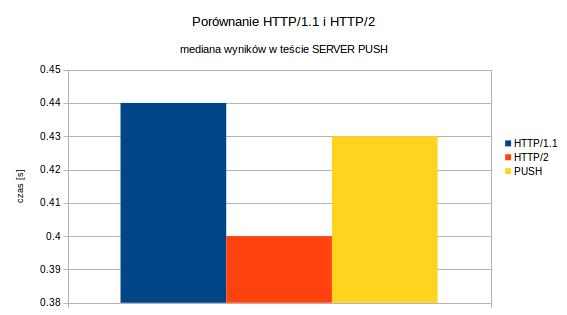 Porównanie HTTP/1.1 i HTTP/2
mediana wyników w teście SERVER PUSH
0.45
0.44
0.43
0.42
0.41
0.4
0.39
0.38
czas [s]
HTTP/1.1
HTTP/2
PUSH